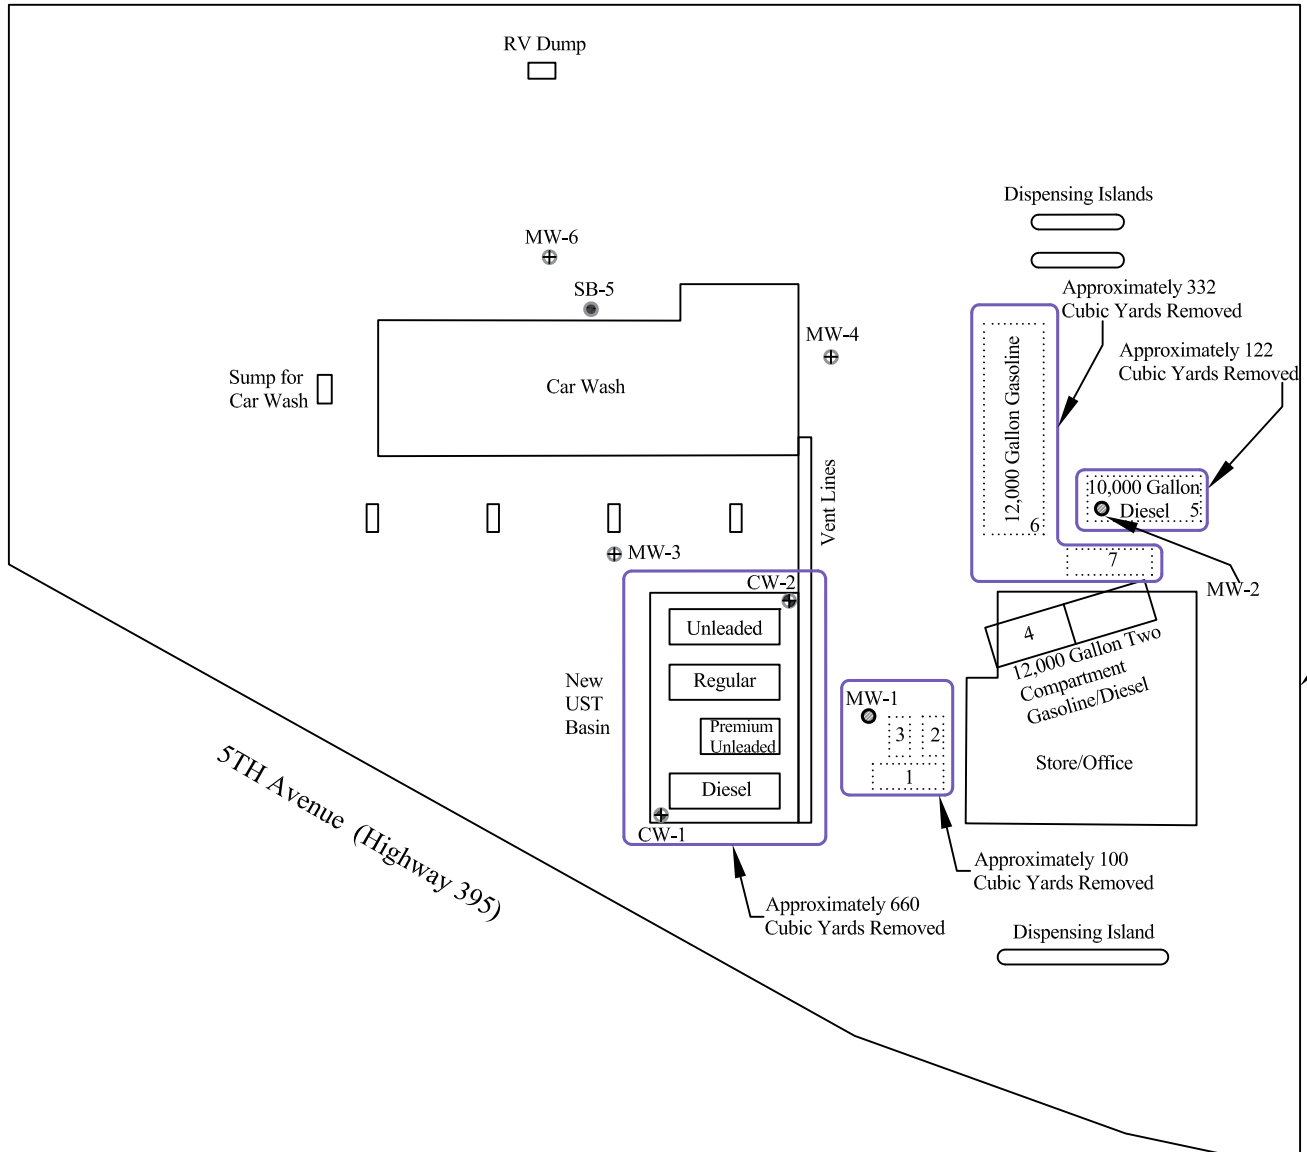 RV Dump
Dispensing Islands
MW-6
SB-5
Approximately 332
Cubic Yards Removed
MW-4
Approximately 122
Cubic Yards Removed
Sump for
Car Wash
Car Wash
12,000 Gallon Gasoline
6
10,000 Gallon
Diesel 5
Vent Lines
MW-3
7
MW-2
CW-2
Unleaded
4
12,000 Gallon Two
Compartment
Gasoline/Diesel
New
UST
Basin
Regular
MW-1
Premium
Unleaded
3 2
Store/Office
1
Diesel
CW-1
5TH Avenue (Highway 395)
Approximately 100
Cubic Yards Removed
Approximately 660
Cubic Yards Removed
Dispensing Island